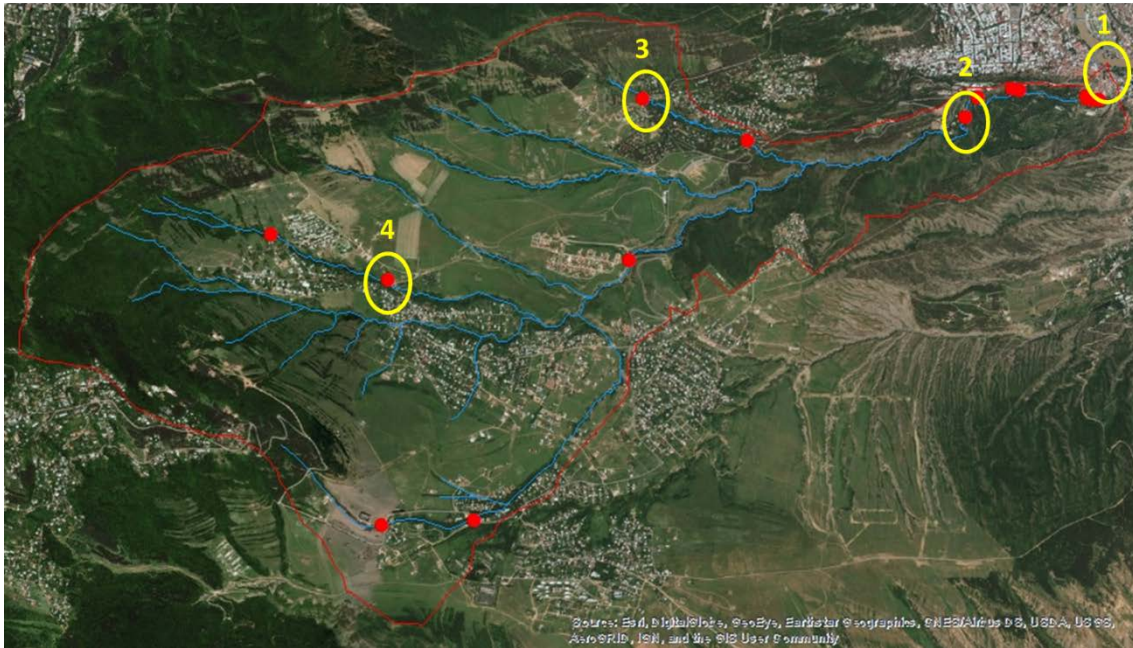 1
3
2
4
Source: Esri, DigitalGlobe, GeoEye, Earthstar Geographics, CNES/Airbus DS, USDA, USGS,
AeroGRID, IGN, and the GIS User Community